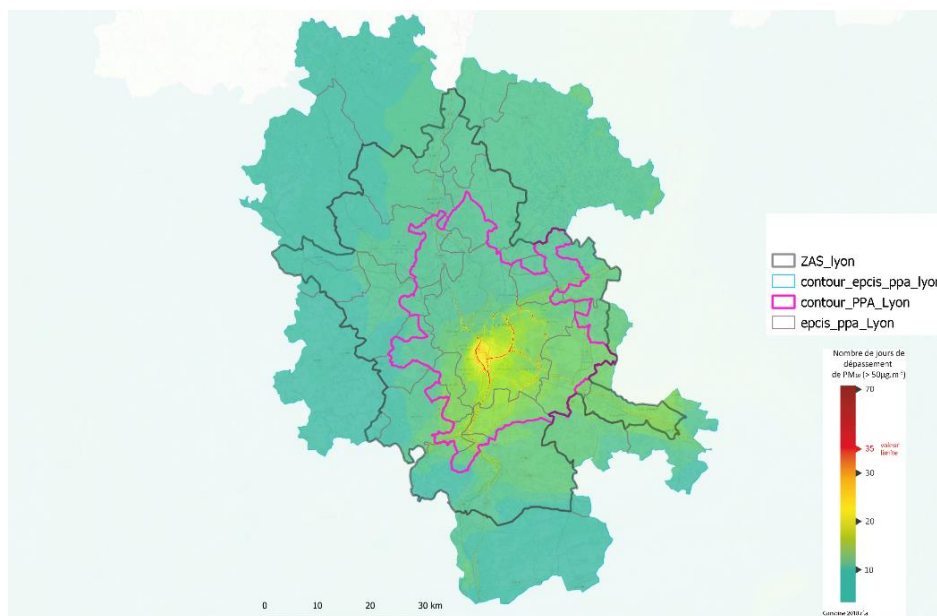 ZAS_lyon
contour_epcis_ppa_lyon
contour_PPA_Lyon
epcis_ppa_Lyon
Nombre de jours de
dépassement
de PM₁₀ (> 50µg.m⁻³)
70
35 valeur
limite
30
20
10
0 10 20 30 km